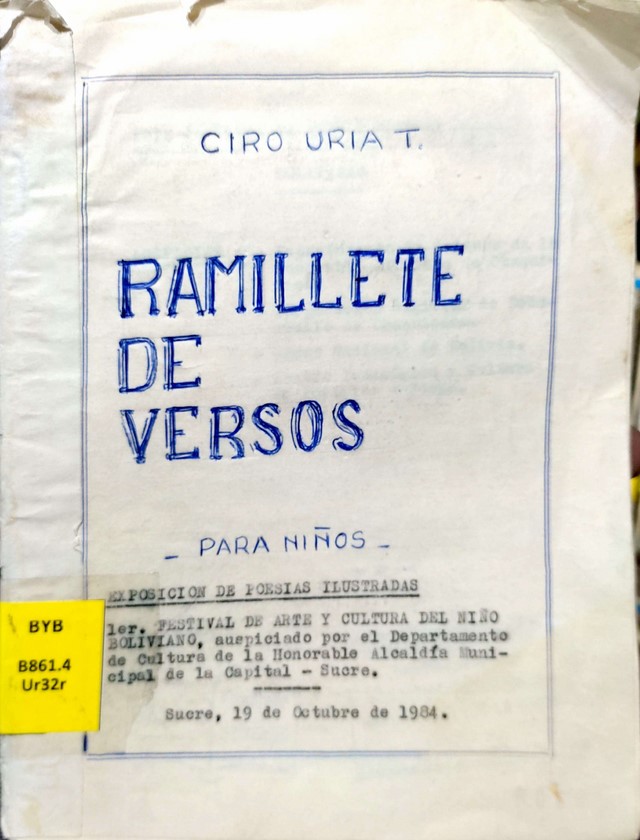 CIRO URIA T.
RAMILLETE
DE
VERSOS
- PARA NIÑOS -
EXPOSICION DE POESIAS ILUSTRADAS
1er. FESTIVAL DE ARTE Y CULTURA DEL NIÑO
BOLIVIANO, auspiciado por el Departamento
de Cultura de la Honorable Alcaldía Muni-
cipal de la Capital - Sucre.
Sucre, 19 de Octubre de 1984.
BYB
B861.4
Ur32r